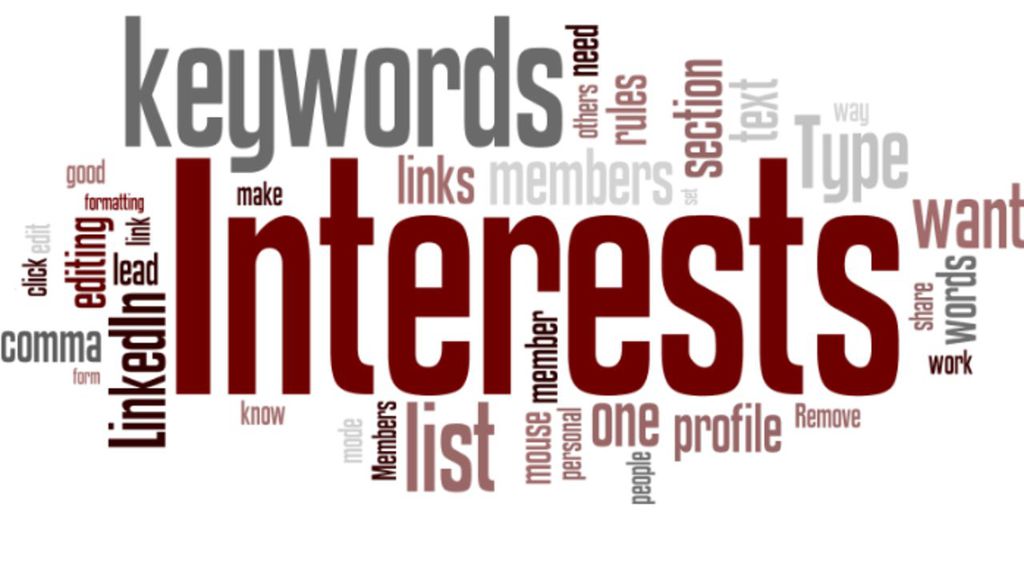 keywords
others
need
rules
section
text
way
Type
good
formatting
make
links
members
set
want
edit
click
editing
link
lead
Interests
share
words
comma
form
LinkedIn
member
work
know
mode
Members
list
mouse
personal
one
people
profile
Remove